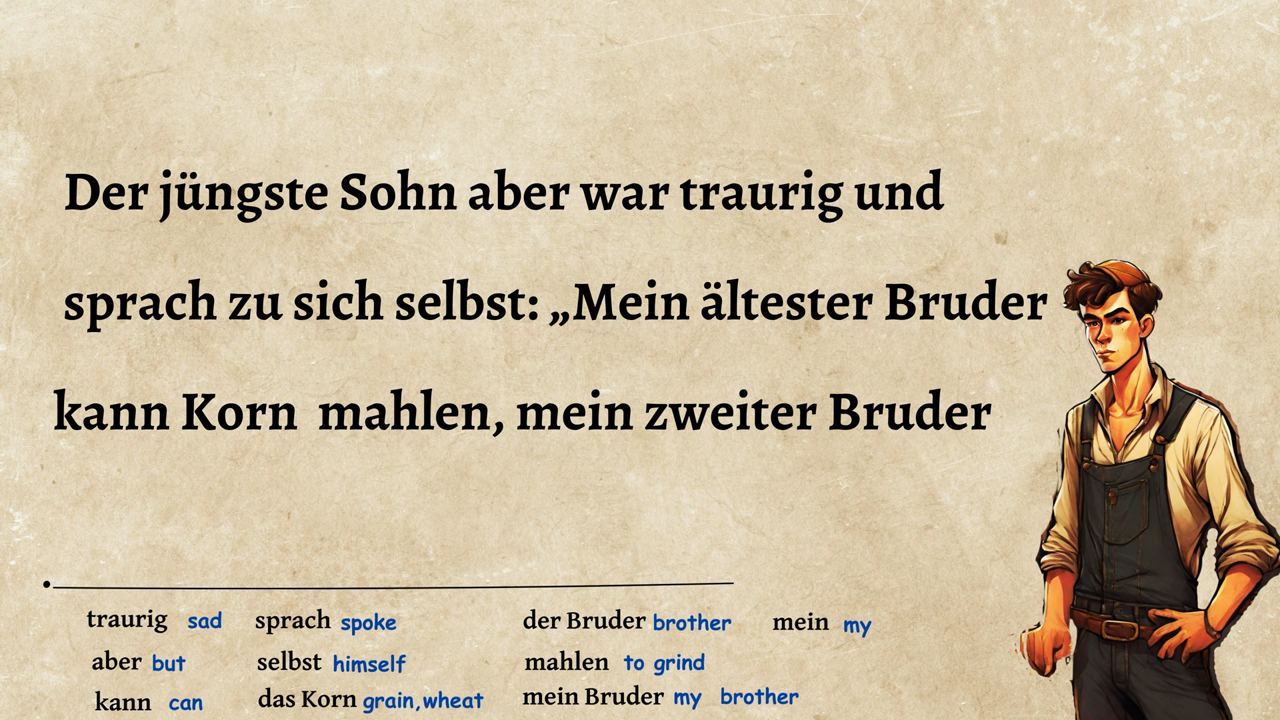 Der jüngste Sohn aber war traurig und
sprach zu sich selbst: „Mein ältester Bruder
kann Korn mahlen, mein zweiter Bruder
traurig sad sprach spoke der Bruder brother mein my
aber but selbst himself mahlen to grind
kann can das Korn grain,wheat mein Bruder my brother